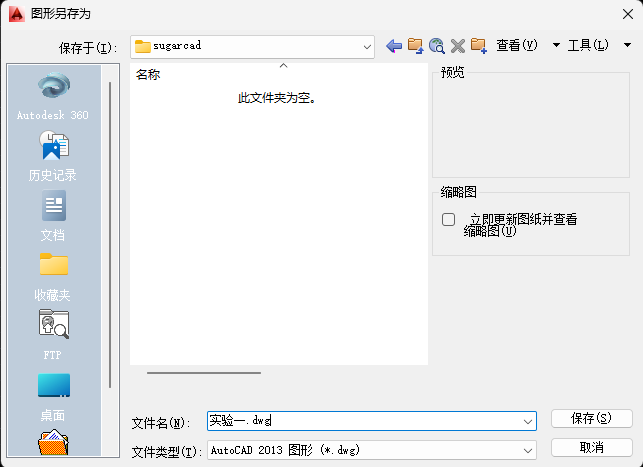 图形另存为
保存于(I):
sugarcad
查看(V)
工具(L)
Autodesk 360
历史记录
文档
收藏夹
FTP
桌面
名称
此文件夹为空。
预览
缩略图
立即更新图纸并查看
缩略图(U)
文件名(N):
实验一.dwg
保存(S)
文件类型(T):
AutoCAD 2013 图形 (*.dwg)
取消